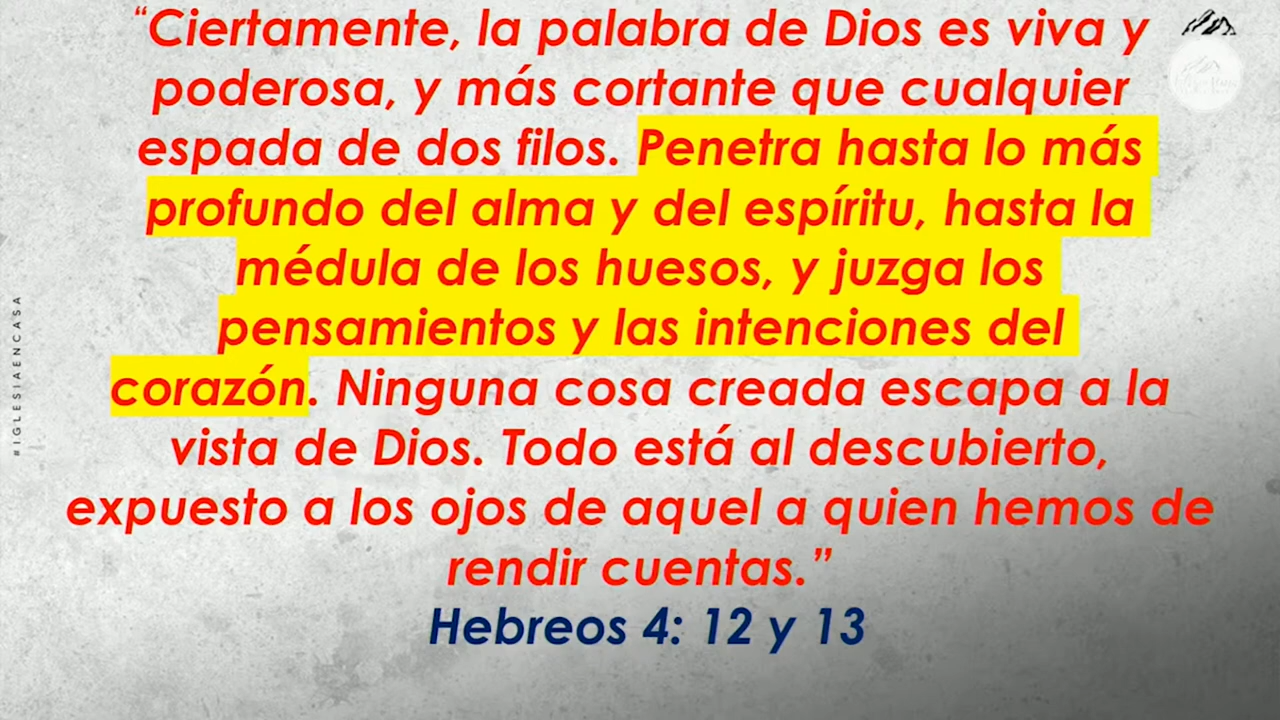 “Ciertamente, la palabra de Dios es viva y
poderosa, y más cortante que cualquier
espada de dos filos. Penetra hasta lo más
profundo del alma y del espíritu, hasta la
médula de los huesos, y juzga los
pensamientos y las intenciones del
corazón. Ninguna cosa creada escapa a la
vista de Dios. Todo está al descubierto,
expuesto a los ojos de aquel a quien hemos de
rendir cuentas.”
Hebreos 4: 12 y 13
#IGLESIAENCASA